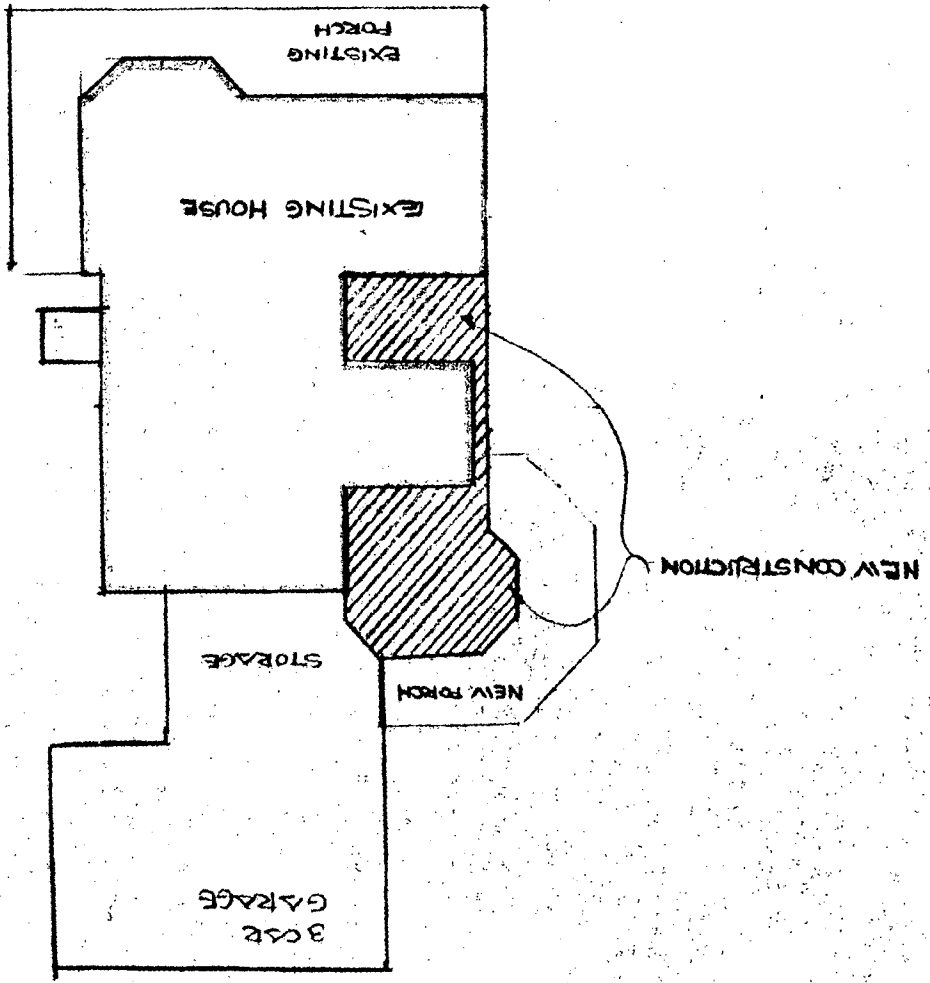 3 CAR
GARAGE
NEW PORCH
STORAGE
NEW CONSTRUCTION
EXISTING HOUSE
EXISTING
PORCH